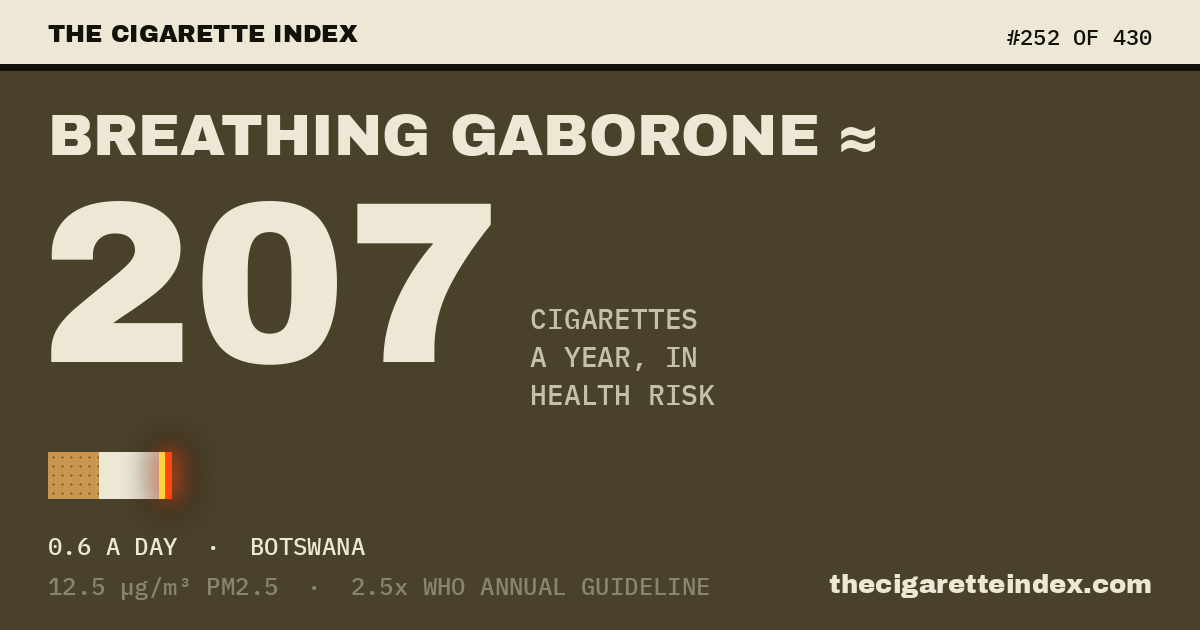 THE CIGARETTE INDEX
#252 OF 430
BREATHING GABORONE ≈
207
CIGARETTES
A YEAR, IN
HEALTH RISK
0.6 A DAY · BOTSWANA
12.5 µg/m³ PM2.5 · 2.5x WHO ANNUAL GUIDELINE
thecigaretteindex.com